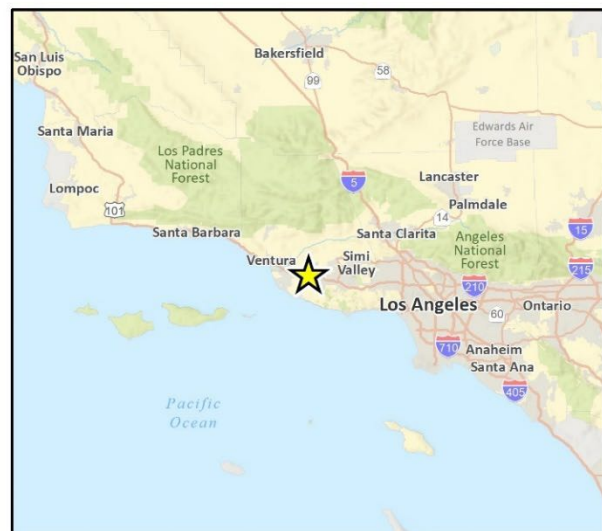 San Luis
Obispo
Bakersfield
58
99
Santa Maria
Edwards Air
Force Base
Los Padres
National
Forest
Lompoc
5
Lancaster
101
Palmdale
14
15
Santa Barbara
Santa Clarita
Angeles
National
Forest
Ventura
Simi
Valley
215
210
Los Angeles
Ontario
60
710
Anaheim
Santa Ana
405
Pacific
Ocean